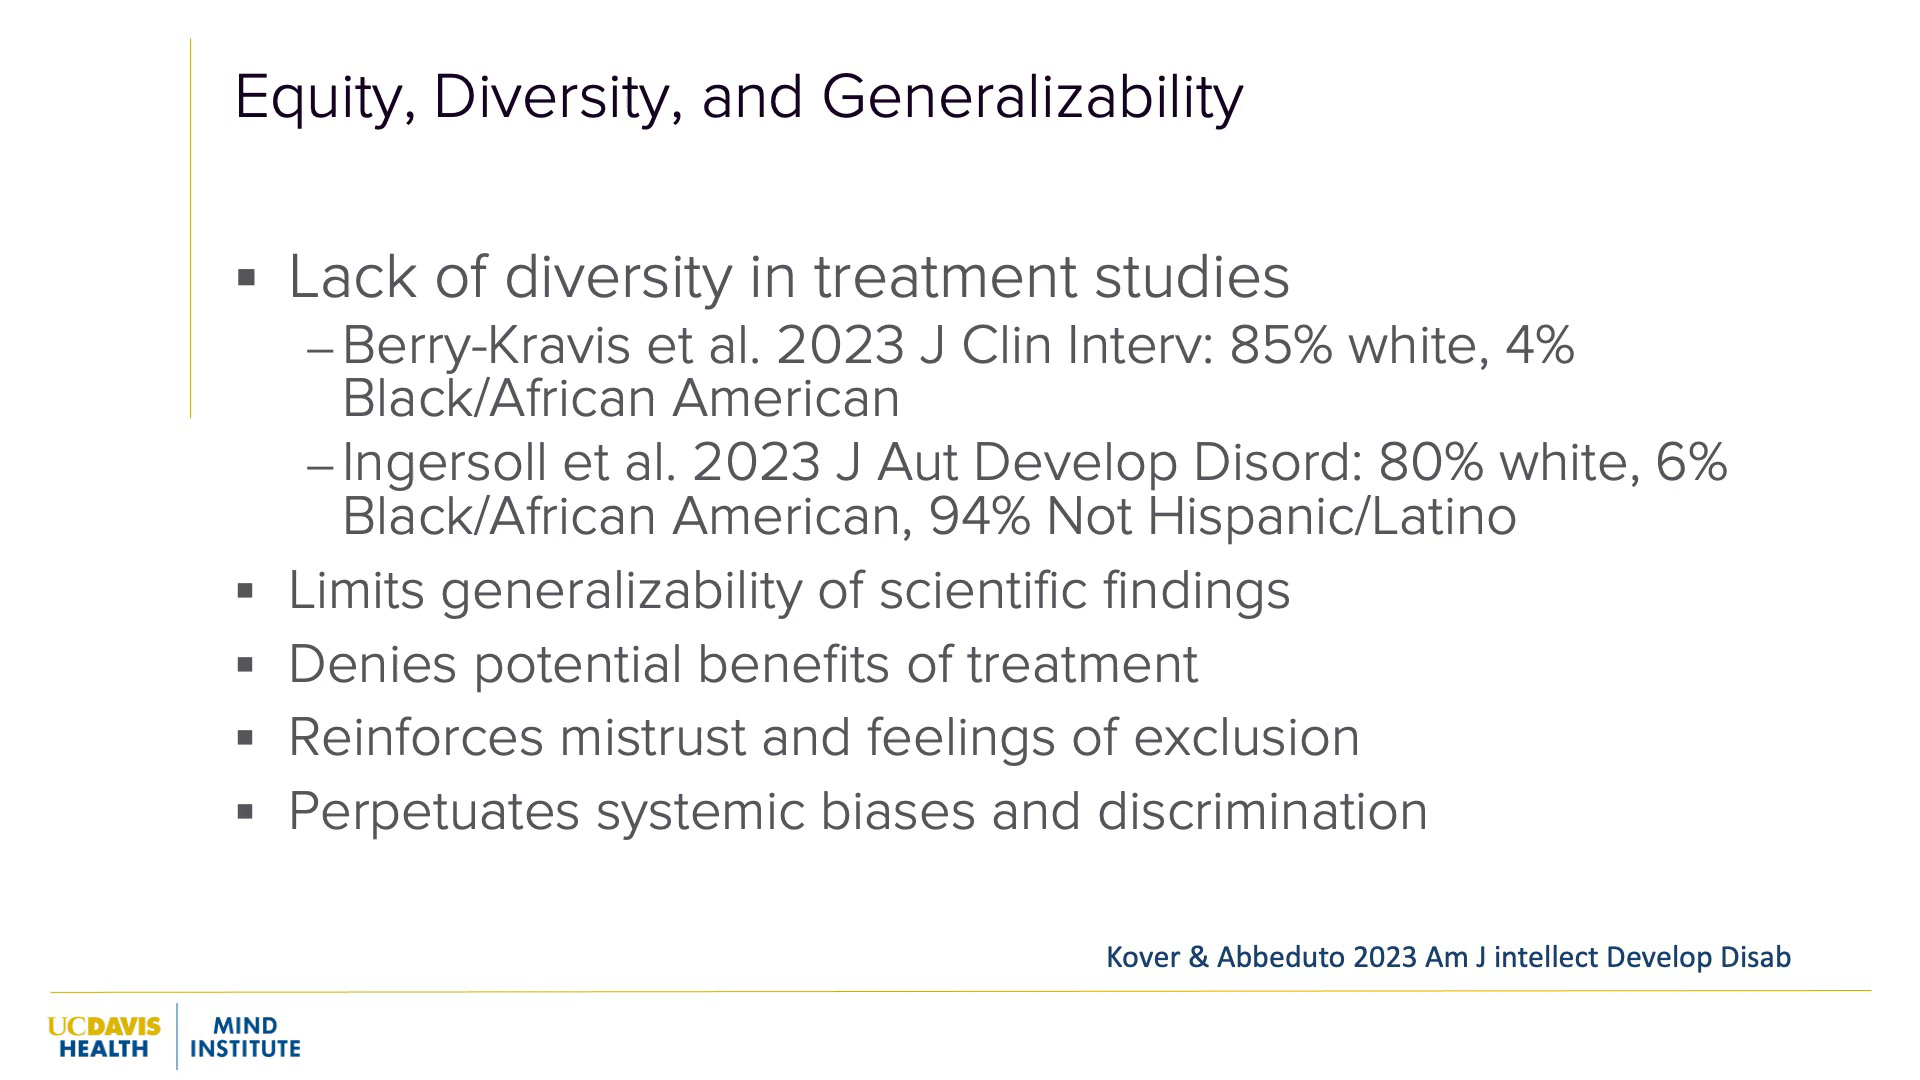 Equity, Diversity, and Generalizability
▪ Lack of diversity in treatment studies
– Berry-Kravis et al. 2023 J Clin Interv: 85% white, 4%
Black/African American
– Ingersoll et al. 2023 J Aut Develop Disord: 80% white, 6%
Black/African American, 94% Not Hispanic/Latino
▪ Limits generalizability of scientific findings
▪ Denies potential benefits of treatment
▪ Reinforces mistrust and feelings of exclusion
▪ Perpetuates systemic biases and discrimination
Kover & Abbeduto 2023 Am J intellect Develop Disab
UCDAVIS
HEALTH
MIND
INSTITUTE